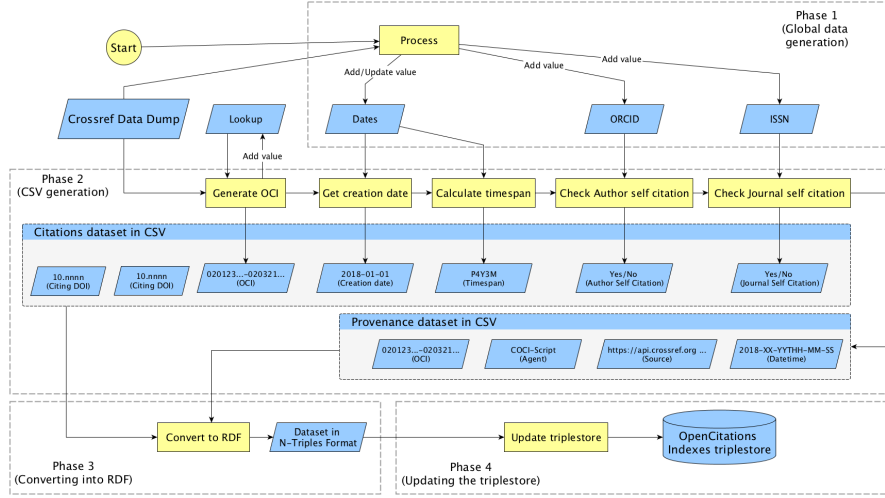 Phase 1
(Global data
generation)
Start
Process
Add/Update value
Add value
Add value
Crossref Data Dump
Lookup
Dates
ORCID
ISSN
Add value
Phase 2
(CSV generation)
Generate OCI
Get creation date
Calculate timespan
Check Author self citation
Check Journal self citation
Citations dataset in CSV
10.nnnn
(Citing DOI)
10.nnnn
(Citing DOI)
020123...-020321...
(OCI)
2018-01-01
(Creation date)
P4Y3M
(Timespan)
Yes/No
(Author Self Citation)
Yes/No
(Journal Self Citation)
Provenance dataset in CSV
020123...-020321...
(OCI)
COCI-Script
(Agent)
https://api.crossref.org ...
(Source)
2018-XX-YYTHH-MM-SS
(Datetime)
Convert to RDF
Dataset in
N-Triples Format
Update triplestore
OpenCitations
Indexes triplestore
Phase 3
(Converting into RDF)
Phase 4
(Updating the triplestore)